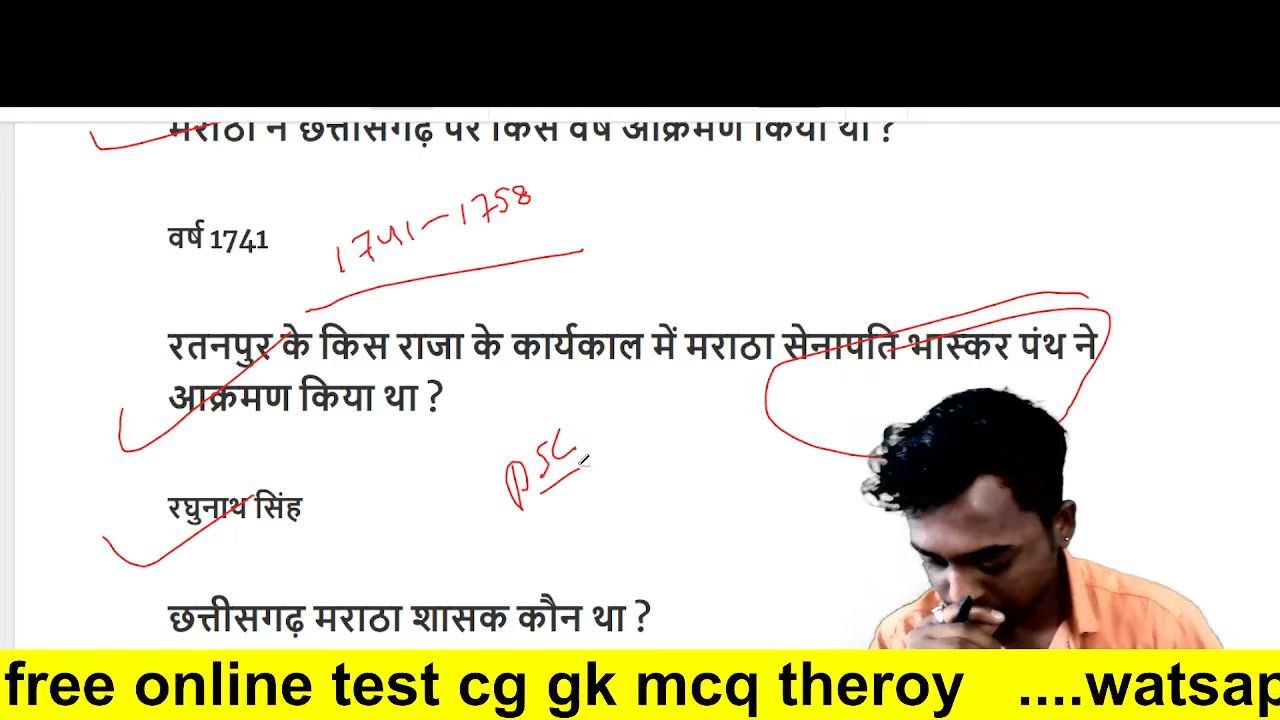 मराठा ने छत्तीसगढ़ पर किस वर्ष आक्रमण किया था ?
1741-1758
वर्ष 1741
रतनपुर के किस राजा के कार्यकाल में मराठा सेनापति भास्कर पंथ ने
आक्रमण किया था ?
PSC
रघुनाथ सिंह
छत्तीसगढ़ मराठा शासक कौन था ?
free online test cg gk mcq theroy ....watsap